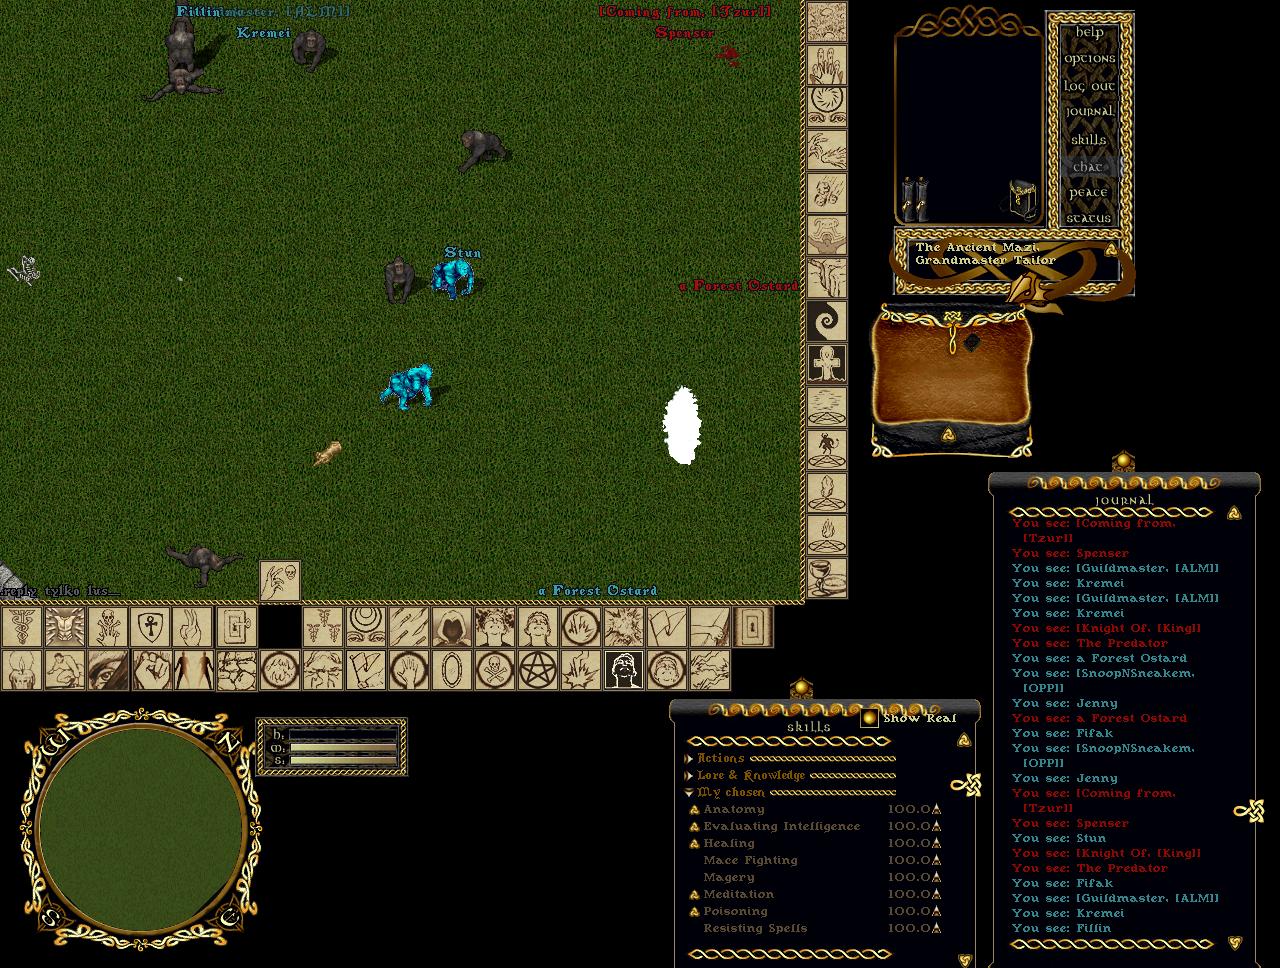 Fillin
master, [ALM]]
Kremei
[Coming from, [Tzur]]
Spenser
Stun
a Forest Ostard
reply tylko lus...
a Forest Ostard
help
options
log out
journal
skills
chat
peace
status
The Ancient Mazi,
Grandmaster Tailor
journal
You see: [Coming from,
[Tzur]]
You see: Spenser
You see: [Guildmaster, [ALM]]
You see: Kremei
You see: [Guildmaster, [ALM]]
You see: Kremei
You see: [Knight Of, [King]]
You see: The Predator
You see: a Forest Ostard
You see: [SnoopNSneakem,
[OPP]]
You see: Jenny
You see: a Forest Ostard
You see: Fifak
You see: [SnoopNSneakem,
[OPP]]
You see: Jenny
You see: [Coming from,
[Tzur]]
You see: Spenser
You see: Stun
You see: [Knight Of, [King]]
You see: The Predator
You see: Fifak
You see: [Guildmaster, [ALM]]
You see: Kremei
You see: Fillin
W
N
S
E
h:
m:
s:
Show Real
skills
Actions
Lore & Knowledge
My chosen
Anatomy 100.0
Evaluating Intelligence 100.0
Healing 100.0
Mace Fighting 100.0
Magery 100.0
Meditation 100.0
Poisoning 100.0
Resisting Spells 100.0